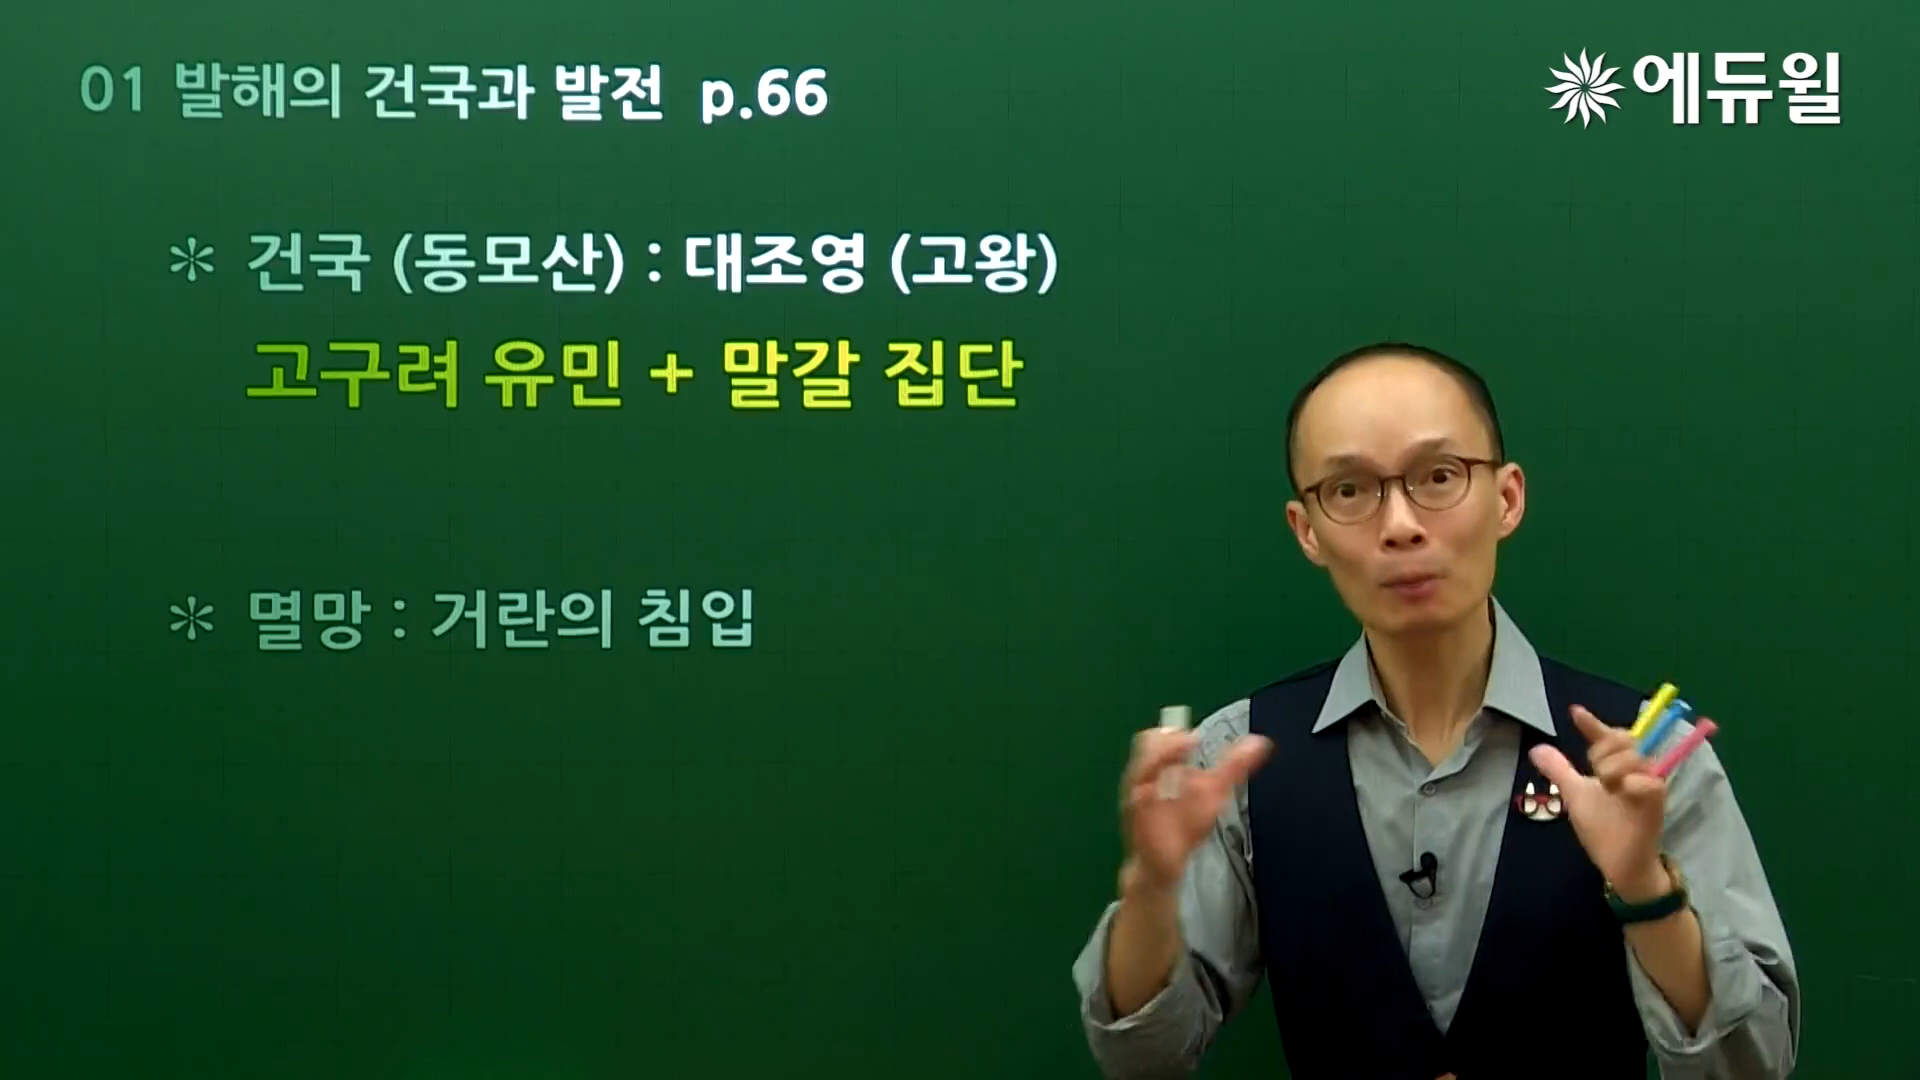 01 발해의 건국과 발전 p.66
에듀윌
* 건국 (동모산) : 대조영 (고왕)
고구려 유민 + 말갈 집단
* 멸망 : 거란의 침입